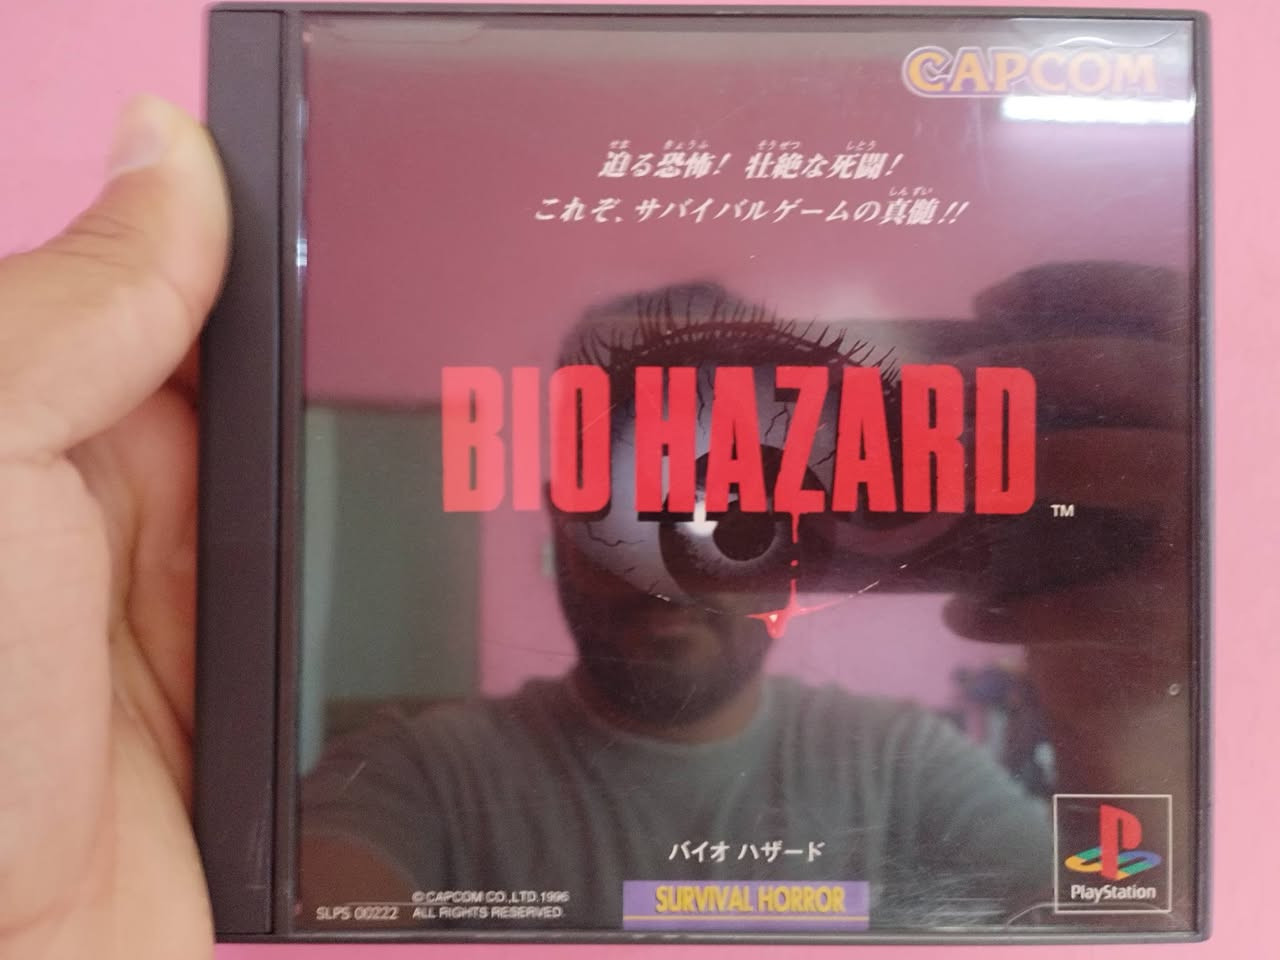 CAPCOM
迫る恐怖! 壮絶な死闘!
これぞ、サバイバルゲームの真髄!!
BIO HAZARD ™
バイオ ハザード
SURVIVAL HORROR
SLPS 00222
© CAPCOM CO., LTD. 1996
ALL RIGHTS RESERVED.
PlayStation